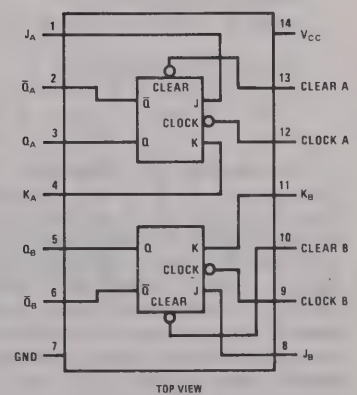 1
J_A
2
Q̅_A
3
Q_A
4
K_A
5
Q_B
6
Q̅_B
7
GND
14
V_CC
13
CLEAR A
12
CLOCK A
11
K_B
10
CLEAR B
9
CLOCK B
8
J_B
CLEAR
Q̅ J
CLOCK
Q K
Q K
CLOCK
Q̅ J
CLEAR
TOP VIEW